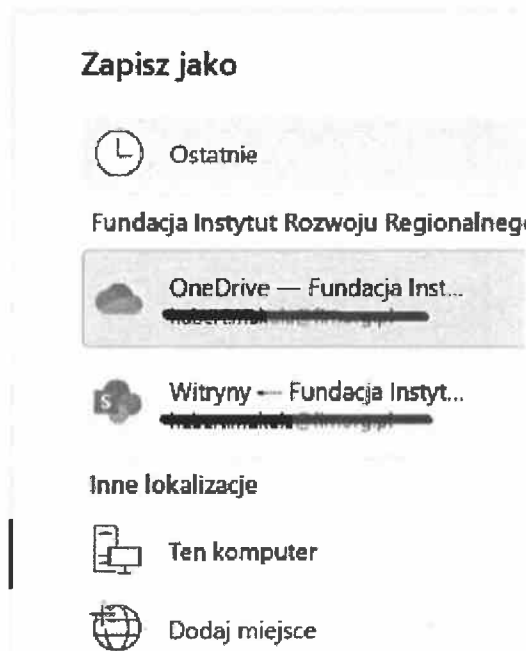 Zapisz jako
Ostatnie
Fundacja Instytut Rozwoju Regionalneg
OneDrive — Fundacja Inst...
Witryny — Fundacja Instyt...
S
Inne lokalizacje
Ten komputer
Dodaj miejsce